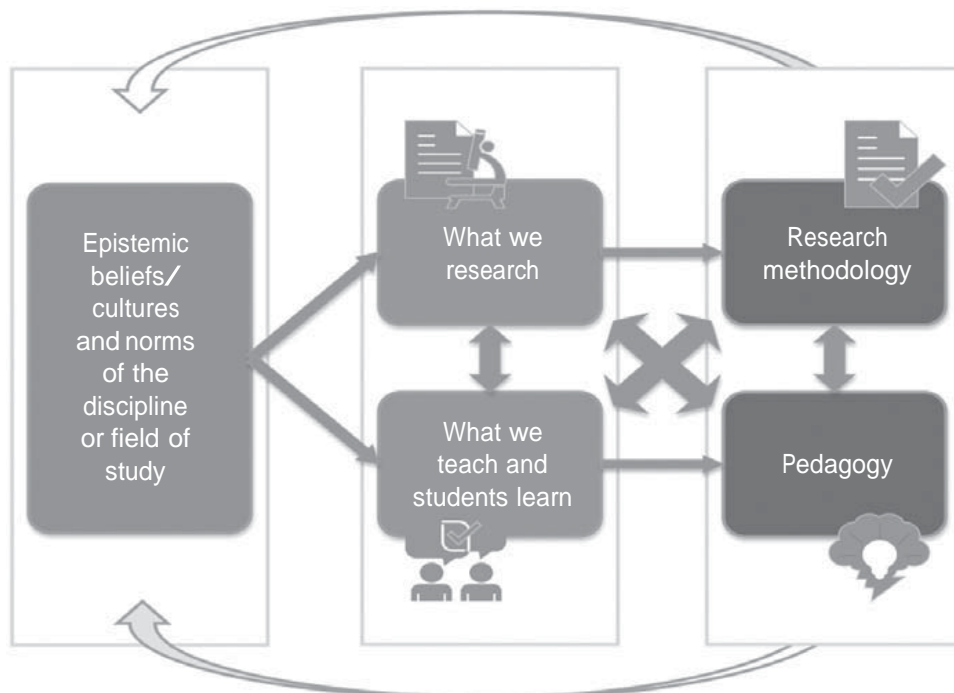 Epistemic
beliefs/
cultures
and norms
of the
discipline
or field of
study
What we
research
What we
teach and
students learn
Research
methodology
Pedagogy